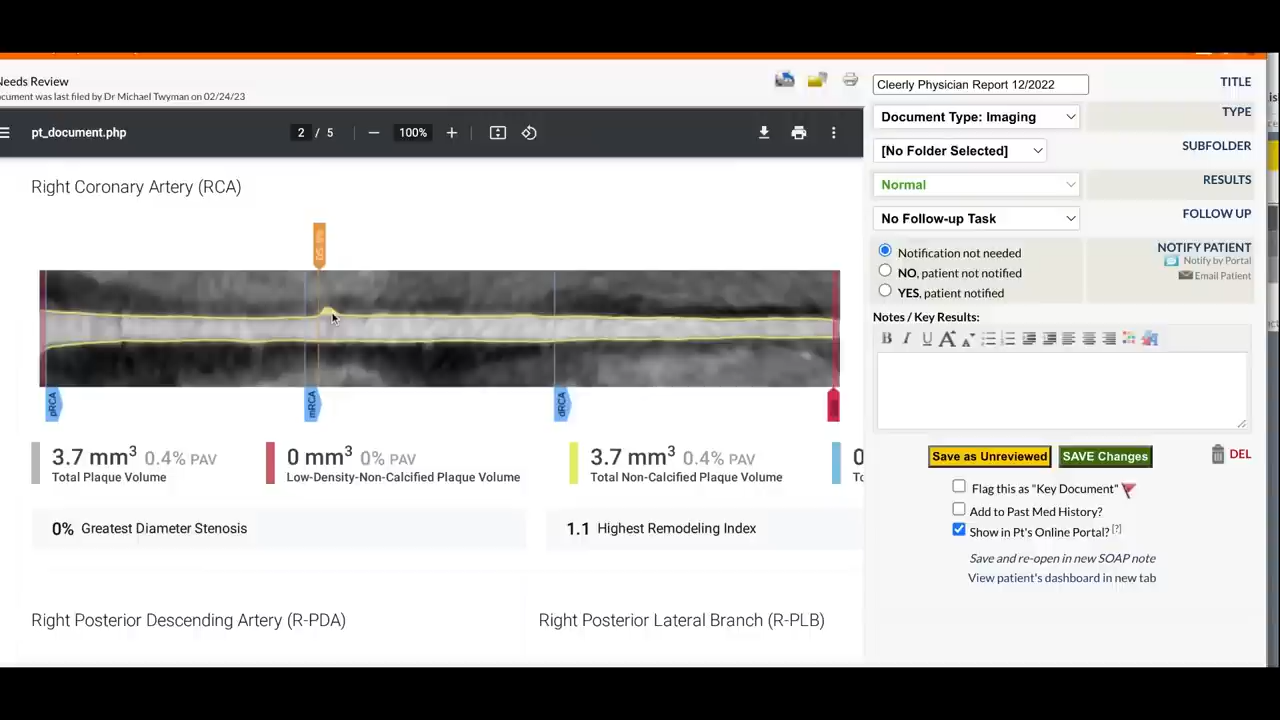 Needs Review
cument was last filed by Dr Michael Twyman on 02/24/23
pt_document.php
2 / 5
100%
Right Coronary Artery (RCA)
pRCA
mRCA
dRCA
3.7 mm3 0.4% PAV
Total Plaque Volume
0 mm3 0% PAV
Low-Density-Non-Calcified Plaque Volume
3.7 mm3 0.4% PAV
Total Non-Calcified Plaque Volume
0
0% Greatest Diameter Stenosis
1.1 Highest Remodeling Index
Right Posterior Descending Artery (R-PDA)
Right Posterior Lateral Branch (R-PLB)
Cleerly Physician Report 12/2022
TITLE
Document Type: Imaging
TYPE
[No Folder Selected]
SUBFOLDER
Normal
RESULTS
No Follow-up Task
FOLLOW UP
Notification not needed
NO, patient not notified
YES, patient notified
NOTIFY PATIENT
Notify by Portal
Email Patient
Notes / Key Results:
B I U A A
Save as Unreviewed
SAVE Changes
DEL
Flag this as "Key Document"
Add to Past Med History?
Show in Pt's Online Portal? [?]
Save and re-open in new SOAP note
View patient's dashboard in new tab